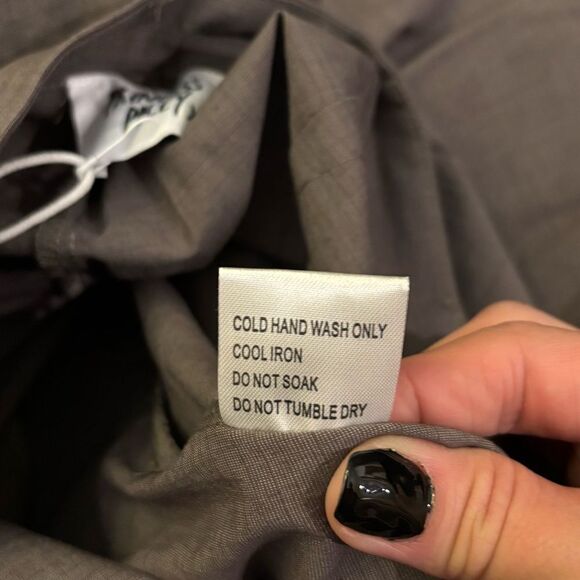 COLD HAND WASH ONLY
COOL IRON
DO NOT SOAK
DO NOT TUMBLE DRY